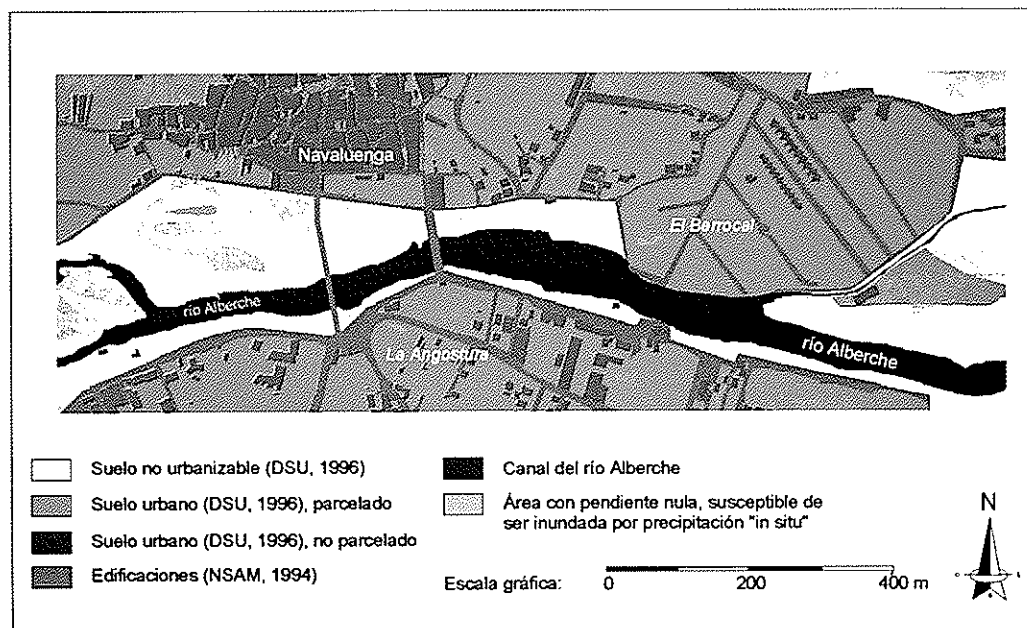 Navaluenga
El Barrocal
río Alberche
La Angostura
río Alberche
Suelo no urbanizable (DSU, 1996)
Suelo urbano (DSU, 1996), parcelado
Suelo urbano (DSU, 1996), no parcelado
Edificaciones (NSAM, 1994)
Canal del río Alberche
Área con pendiente nula, susceptible de
ser inundada por precipitación "in situ"
Escala gráfica:
0 200 400 m
N